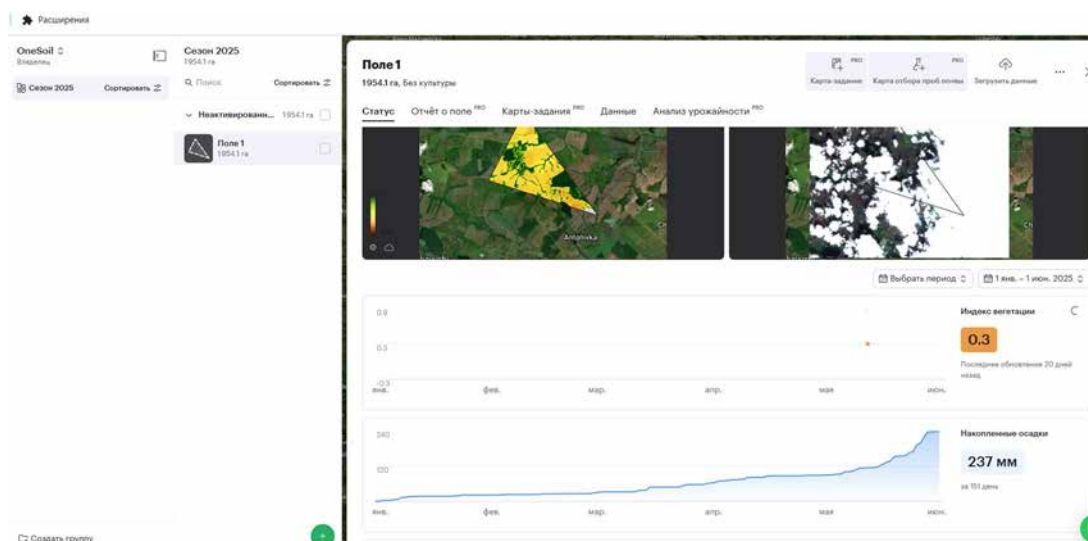 Расширения
OneSoil
Владелец
Сезон 2025
Сортировать
Сезон 2025
1954.1 га
Поиск
Сортировать
Неактивированн... 1954.1 га
Поле 1
1954.1 га
Создать группу
+
Поле 1
1954.1 га, Без культуры
PRO
Карта-задание
PRO
Карта отбора проб почвы
Загрузить данные
...
Статус Отчёт о поле PRO Карты-задания PRO Данные Анализ урожайности PRO
Antanivka
Выбрать период
1 янв. – 1 июн. 2025
0.9
0.3
-0.3
янв. фев. мар. апр. мая июн.
Индекс вегетации
0.3
Последнее обновление 20 дней
назад
240
120
янв. фев. мар. апр. мая июн.
Накопленные осадки
237 мм
за 151 день